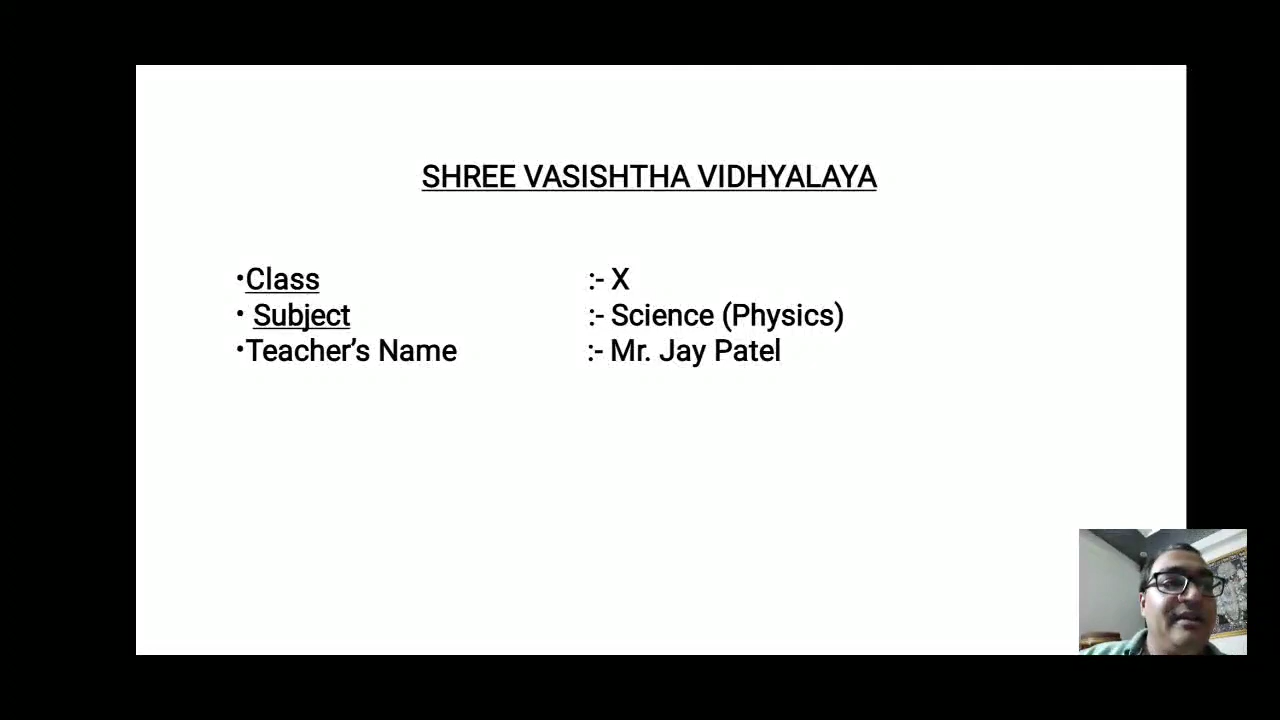 SHREE VASISHTHA VIDHYALAYA
•Class :- X
• Subject :- Science (Physics)
•Teacher’s Name :- Mr. Jay Patel